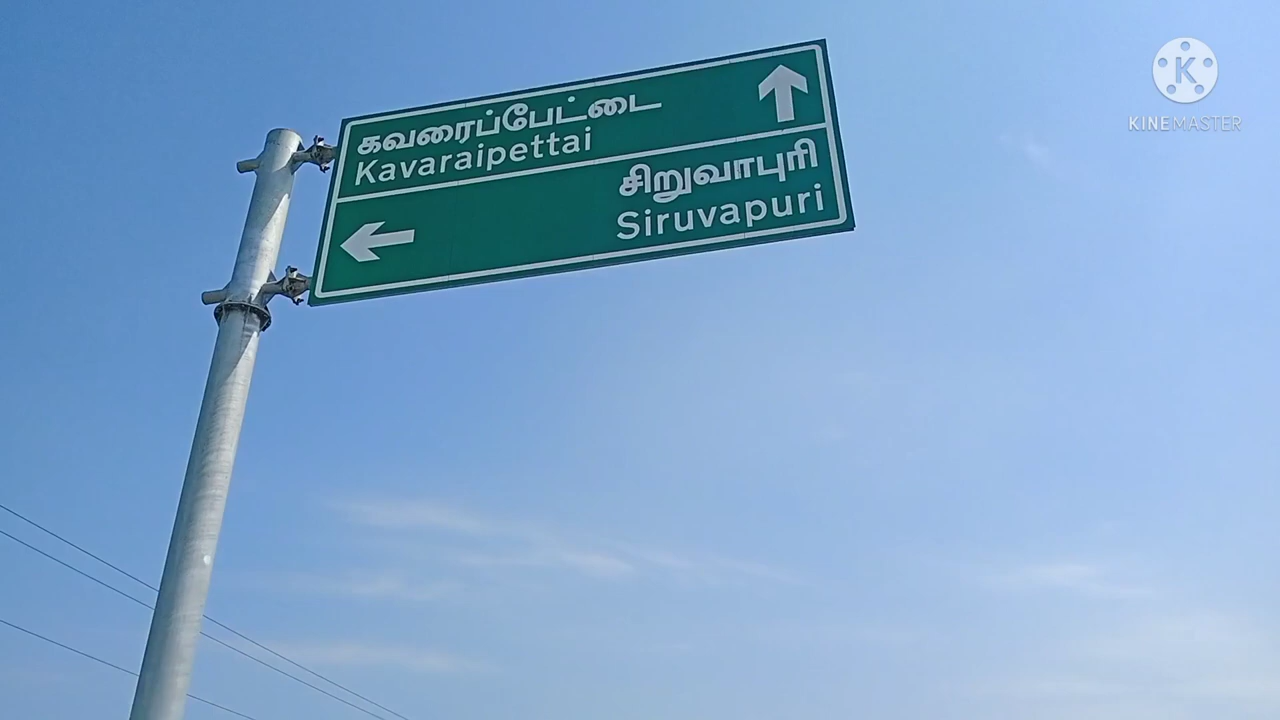 கவரைப்பேட்டை
Kavaraipettai
சிறுவாபுரி
Siruvapuri
K
KINEMASTER